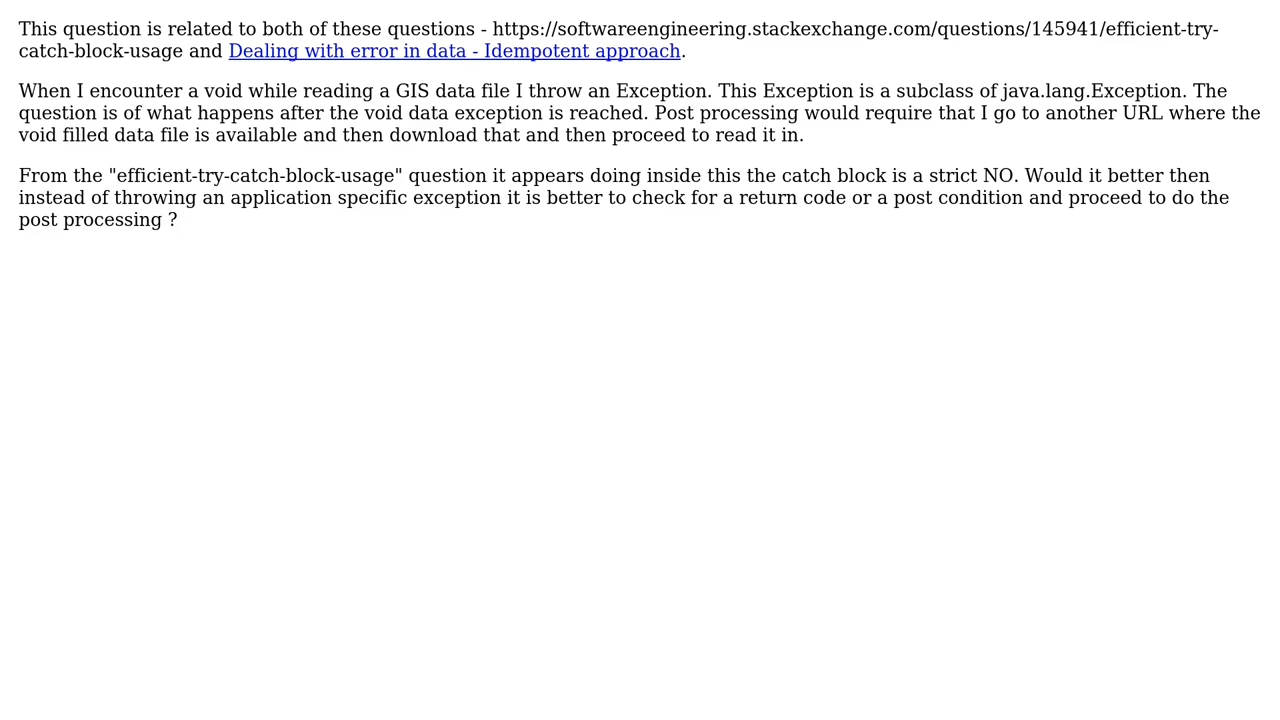 This question is related to both of these questions - https://softwareengineering.stackexchange.com/questions/145941/efficient-try-
catch-block-usage and Dealing with error in data - Idempotent approach.
When I encounter a void while reading a GIS data file I throw an Exception. This Exception is a subclass of java.lang.Exception. The
question is of what happens after the void data exception is reached. Post processing would require that I go to another URL where the
void filled data file is available and then download that and then proceed to read it in.
From the "efficient-try-catch-block-usage" question it appears doing inside this the catch block is a strict NO. Would it better then
instead of throwing an application specific exception it is better to check for a return code or a post condition and proceed to do the
post processing ?